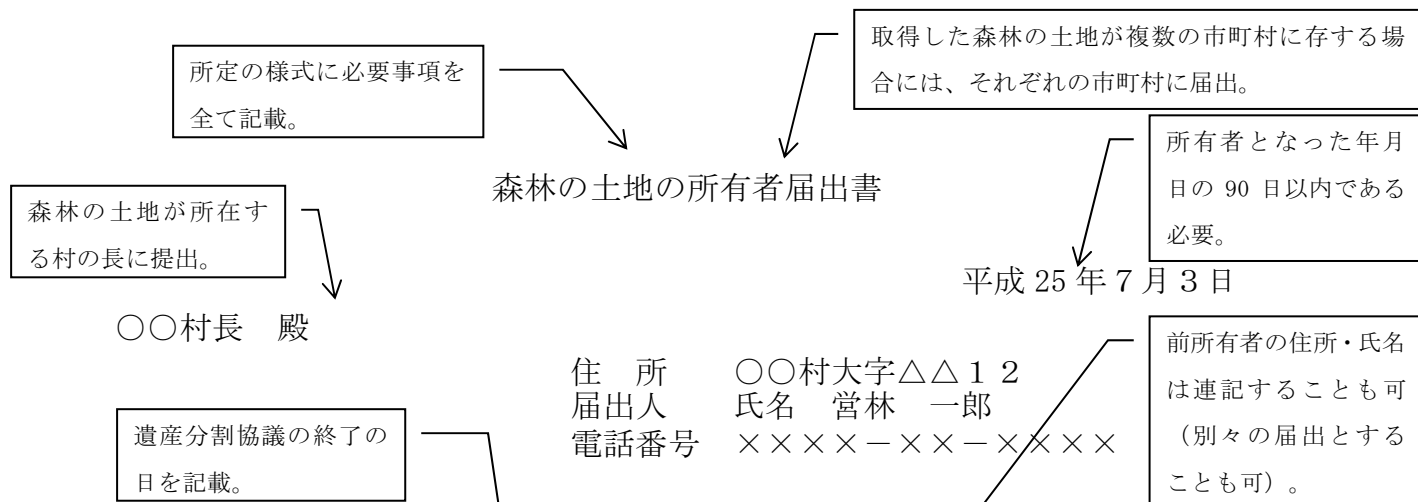 取得した森林の土地が複数の市町村に存する場
合には、それぞれの市町村に届出。
所定の様式に必要事項を
全て記載。
所有者となった年月
日の 90 日以内である
必要。
森林の土地の所有者届出書
森林の土地が所在す
る村の長に提出。
平成 25 年７月３日
○○村長　殿
前所有者の住所・氏名
は連記することも可
（別々の届出とする
ことも可）。
住　所　　○○村大字△△１２
届出人　　氏名　営林　一郎
電話番号　××××－××－××××
遺産分割協議の終了の
日を記載。